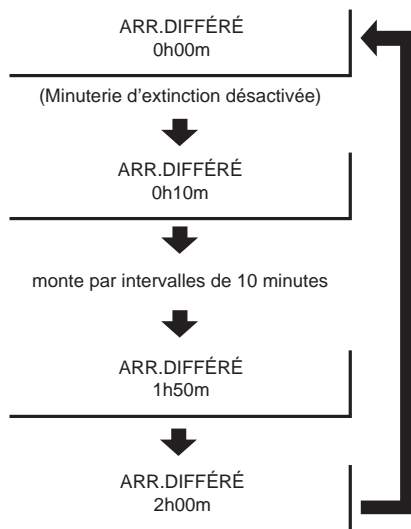 ARR.DIFFÉRÉ
0h00m
(Minuterie d'extinction désactivée)
ARR.DIFFÉRÉ
0h10m
monte par intervalles de 10 minutes
ARR.DIFFÉRÉ
1h50m
ARR.DIFFÉRÉ
2h00m